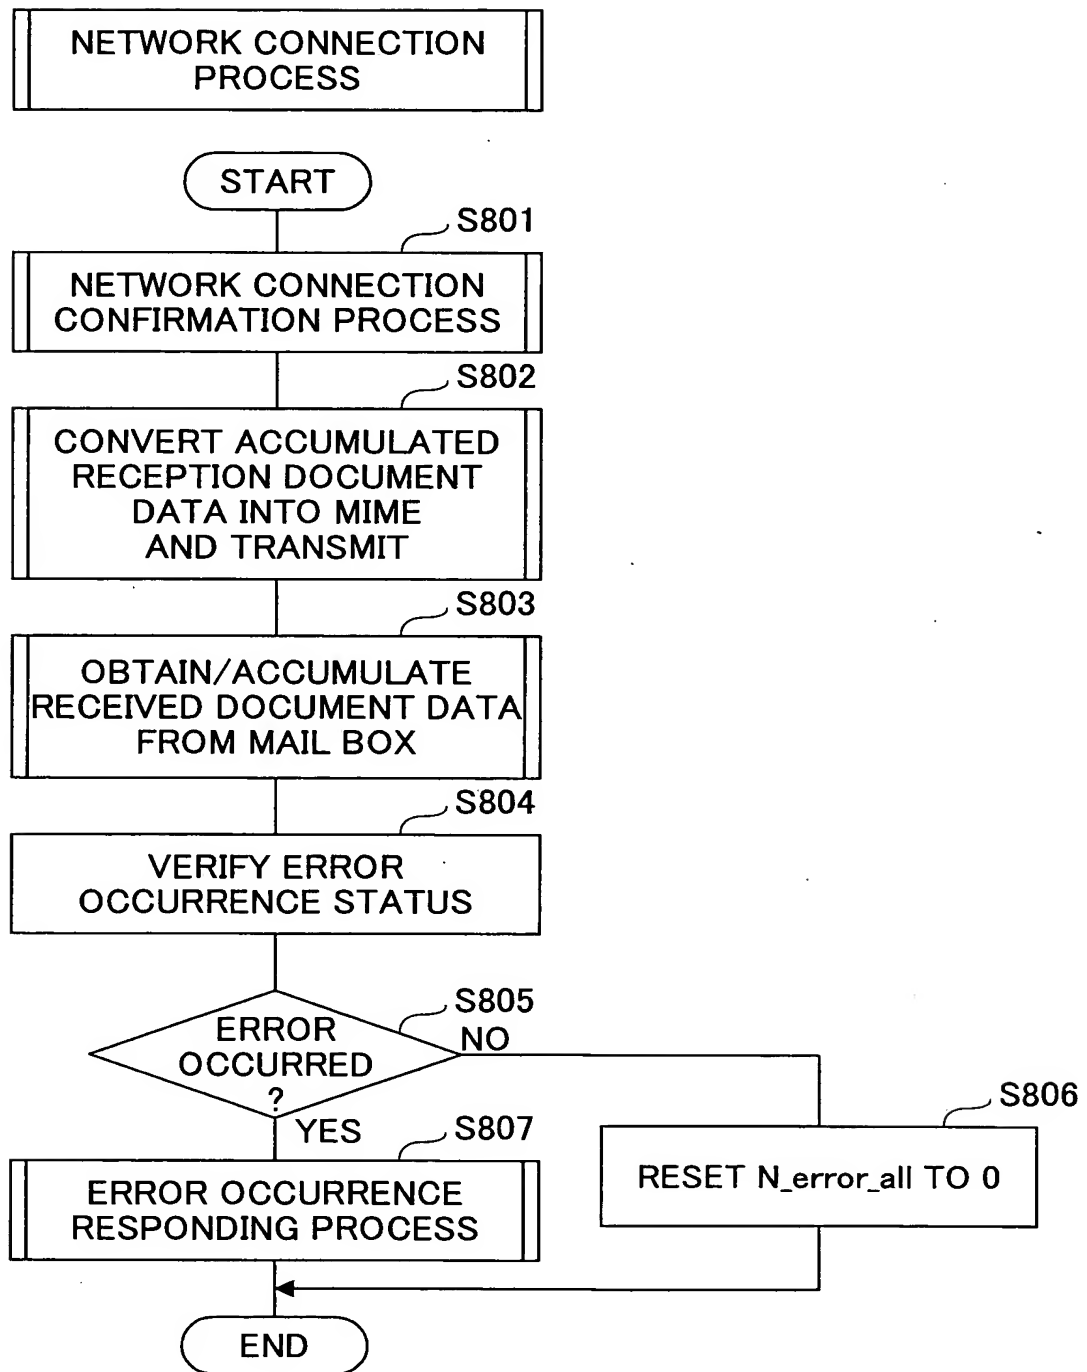 NETWORK CONNECTION
PROCESS
START
S801
NETWORK CONNECTION
CONFIRMATION PROCESS
S802
CONVERT ACCUMULATED
RECEPTION DOCUMENT
DATA INTO MIME
AND TRANSMIT
S803
OBTAIN/ACCUMULATE
RECEIVED DOCUMENT DATA
FROM MAIL BOX
S804
VERIFY ERROR
OCCURRENCE STATUS
S805
ERROR
OCCURRED
?
NO
YES
S806
RESET N_error_all TO 0
S807
ERROR OCCURRENCE
RESPONDING PROCESS
END